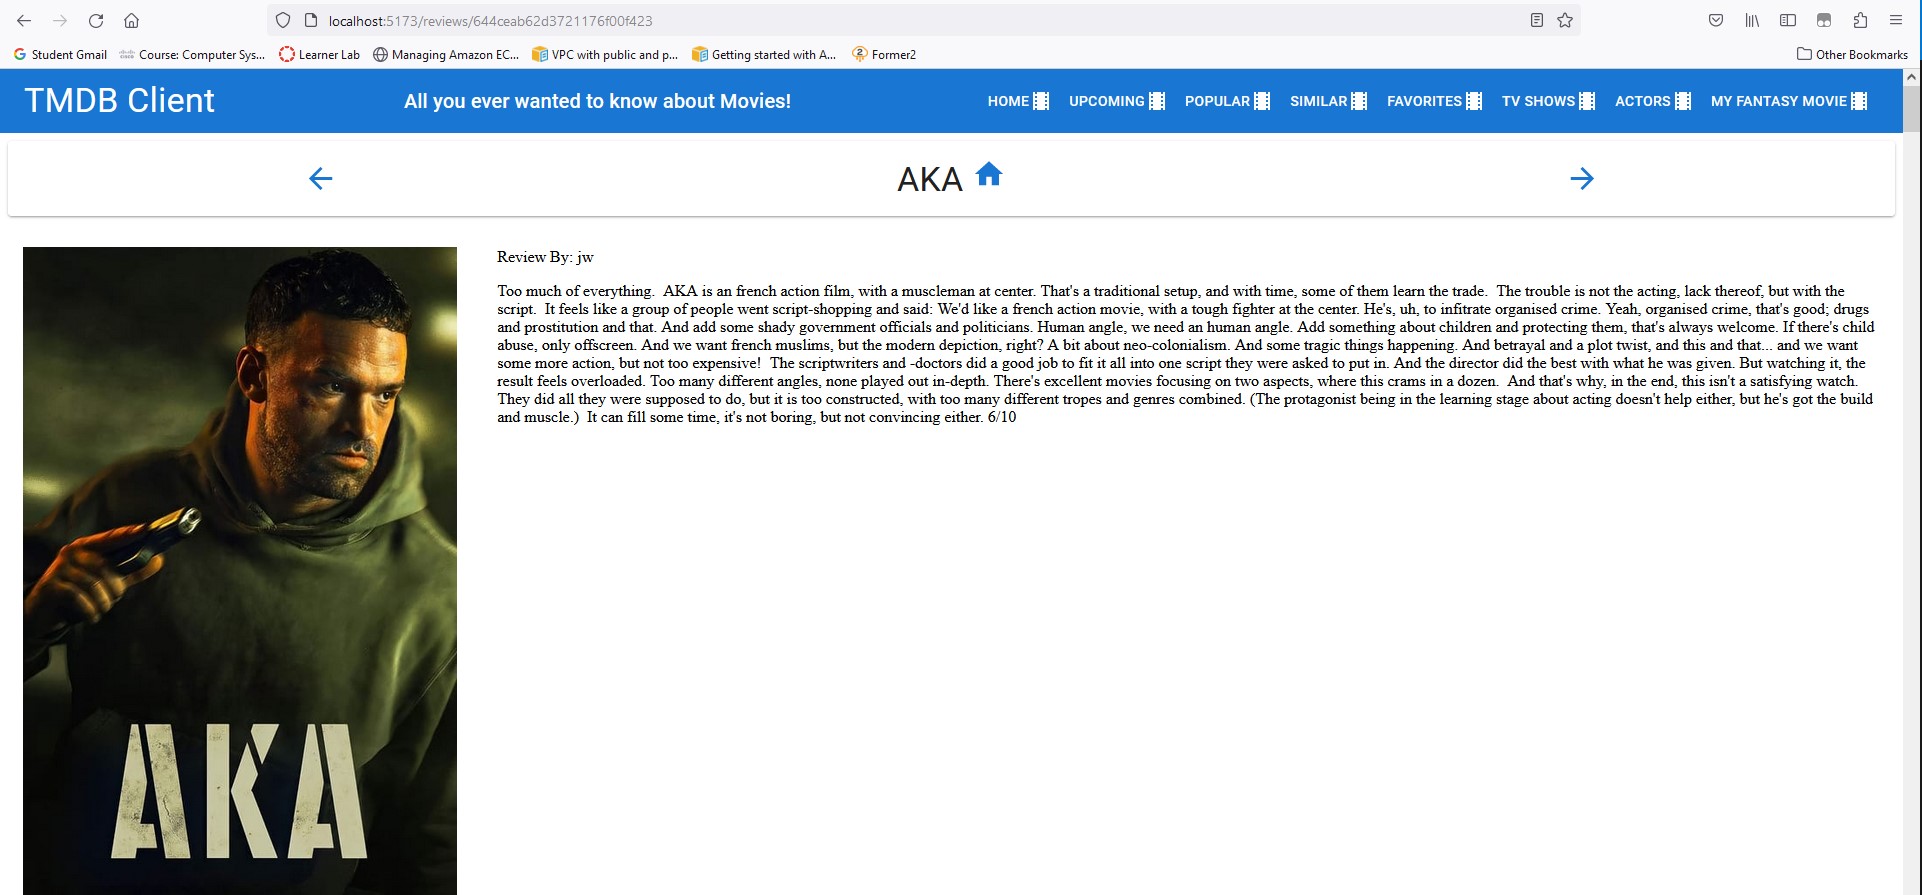 localhost:5173/reviews/644ceab62d3721176f00f423
Student Gmail Course: Computer Sys... Learner Lab Managing Amazon EC... VPC with public and p... Getting started with A... Former2 Other Bookmarks
TMDB Client All you ever wanted to know about Movies! HOME UPCOMING POPULAR SIMILAR FAVORITES TV SHOWS ACTORS MY FANTASY MOVIE
AKA
Review By: jw
Too much of everything.  AKA is an french action film, with a muscleman at center. That's a traditional setup, and with time, some of them learn the trade.  The trouble is not the acting, lack thereof, but with the
script.  It feels like a group of people went script-shopping and said: We'd like a french action movie, with a tough fighter at the center. He's, uh, to infitrate organised crime. Yeah, organised crime, that's good; drugs
and prostitution and that. And add some shady government officials and politicians. Human angle, we need an human angle. Add something about children and protecting them, that's always welcome. If there's child
abuse, only offscreen. And we want french muslims, but the modern depiction, right? A bit about neo-colonialism. And some tragic things happening. And betrayal and a plot twist, and this and that... and we want
some more action, but not too expensive!  The scriptwriters and -doctors did a good job to fit it all into one script they were asked to put in. And the director did the best with what he was given. But watching it, the
result feels overloaded. Too many different angles, none played out in-depth. There's excellent movies focusing on two aspects, where this crams in a dozen.  And that's why, in the end, this isn't a satisfying watch.
They did all they were supposed to do, but it is too constructed, with too many different tropes and genres combined. (The protagonist being in the learning stage about acting doesn't help either, but he's got the build
and muscle.)  It can fill some time, it's not boring, but not convincing either. 6/10
AKA